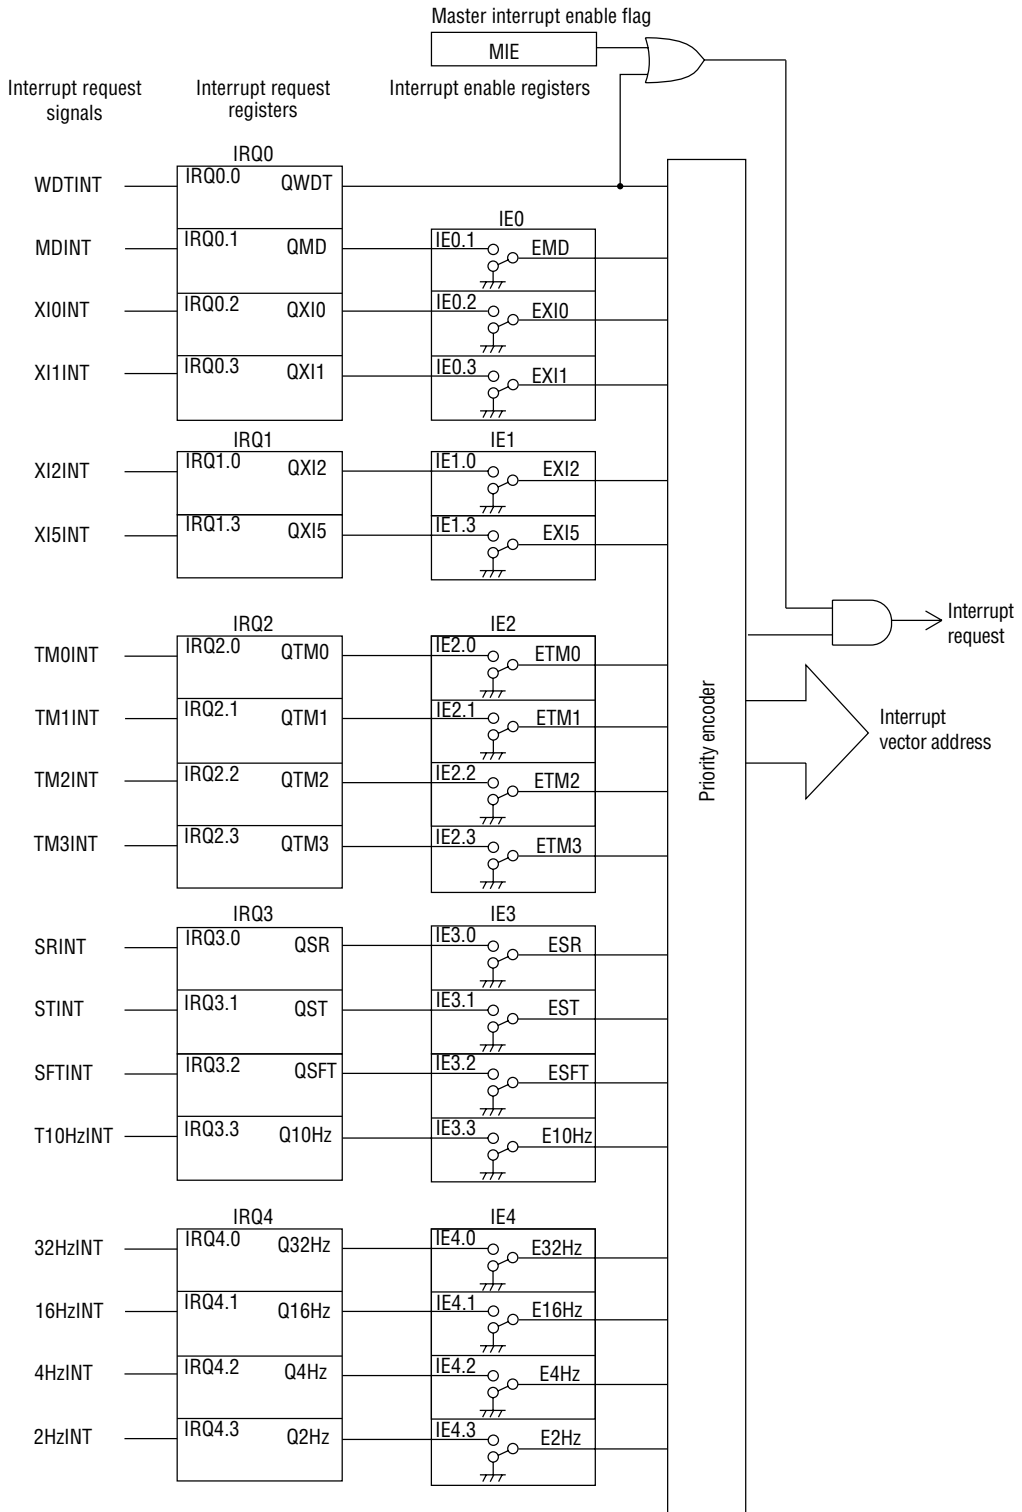 Master interrupt enable flag
MIE
Interrupt request
signals
Interrupt request
registers
Interrupt enable registers
IRQ0
WDTINT IRQ0.0 QWDT
IE0
MDINT IRQ0.1 QMD IE0.1 EMD
XI0INT IRQ0.2 QXI0 IE0.2 EXI0
XI1INT IRQ0.3 QXI1 IE0.3 EXI1
IRQ1 IE1
XI2INT IRQ1.0 QXI2 IE1.0 EXI2
XI5INT IRQ1.3 QXI5 IE1.3 EXI5
Interrupt
request
IRQ2 IE2
TM0INT IRQ2.0 QTM0 IE2.0 ETM0
TM1INT IRQ2.1 QTM1 IE2.1 ETM1
TM2INT IRQ2.2 QTM2 IE2.2 ETM2
TM3INT IRQ2.3 QTM3 IE2.3 ETM3
Priority encoder
Interrupt
vector address
IRQ3 IE3
SRINT IRQ3.0 QSR IE3.0 ESR
STINT IRQ3.1 QST IE3.1 EST
SFTINT IRQ3.2 QSFT IE3.2 ESFT
T10HzINT IRQ3.3 Q10Hz IE3.3 E10Hz
IRQ4 IE4
32HzINT IRQ4.0 Q32Hz IE4.0 E32Hz
16HzINT IRQ4.1 Q16Hz IE4.1 E16Hz
4HzINT IRQ4.2 Q4Hz IE4.2 E4Hz
2HzINT IRQ4.3 Q2Hz IE4.3 E2Hz